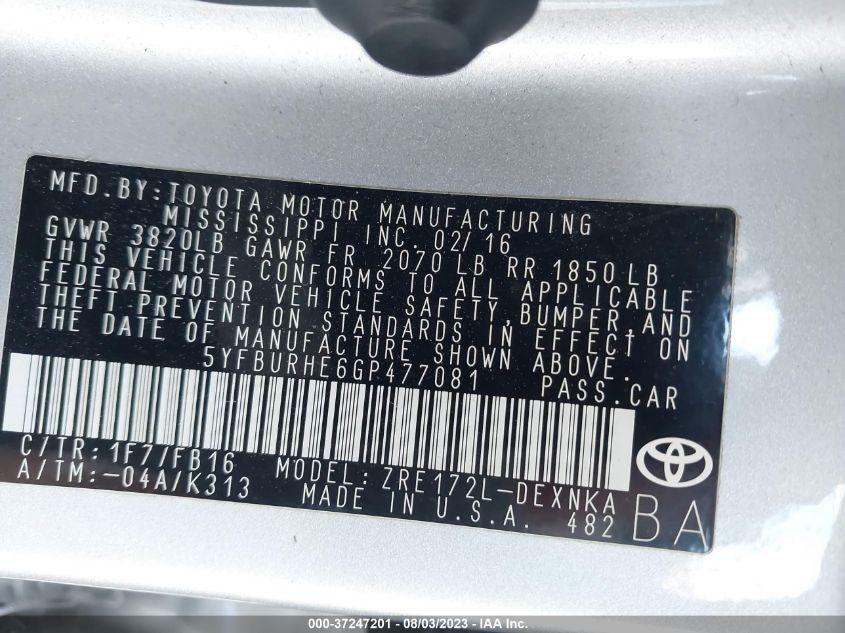 MFD.BY:TOYOTA MOTOR MANUFACTURING
MISSISSIPPI INC. 02/16
GVWR 3820LB GAWR FR 2070 LB RR 1850 LB
THIS VEHICLE CONFORMS TO ALL APPLICABLE
FEDERAL MOTOR VEHICLE SAFETY,BUMPER,AND
THEFT PREVENTION STANDARDS IN EFFECT ON
THE DATE OF MANUFACTURE SHOWN ABOVE.
5YFBURHE6GP477081 PASS.CAR
C/TR:1F7/FB16 MODEL:ZRE172L-DEXNKA
A/TM:-04A/K313 MADE IN U.S.A. 482
BA
000-37247201 - 08/03/2023 - IAA Inc.